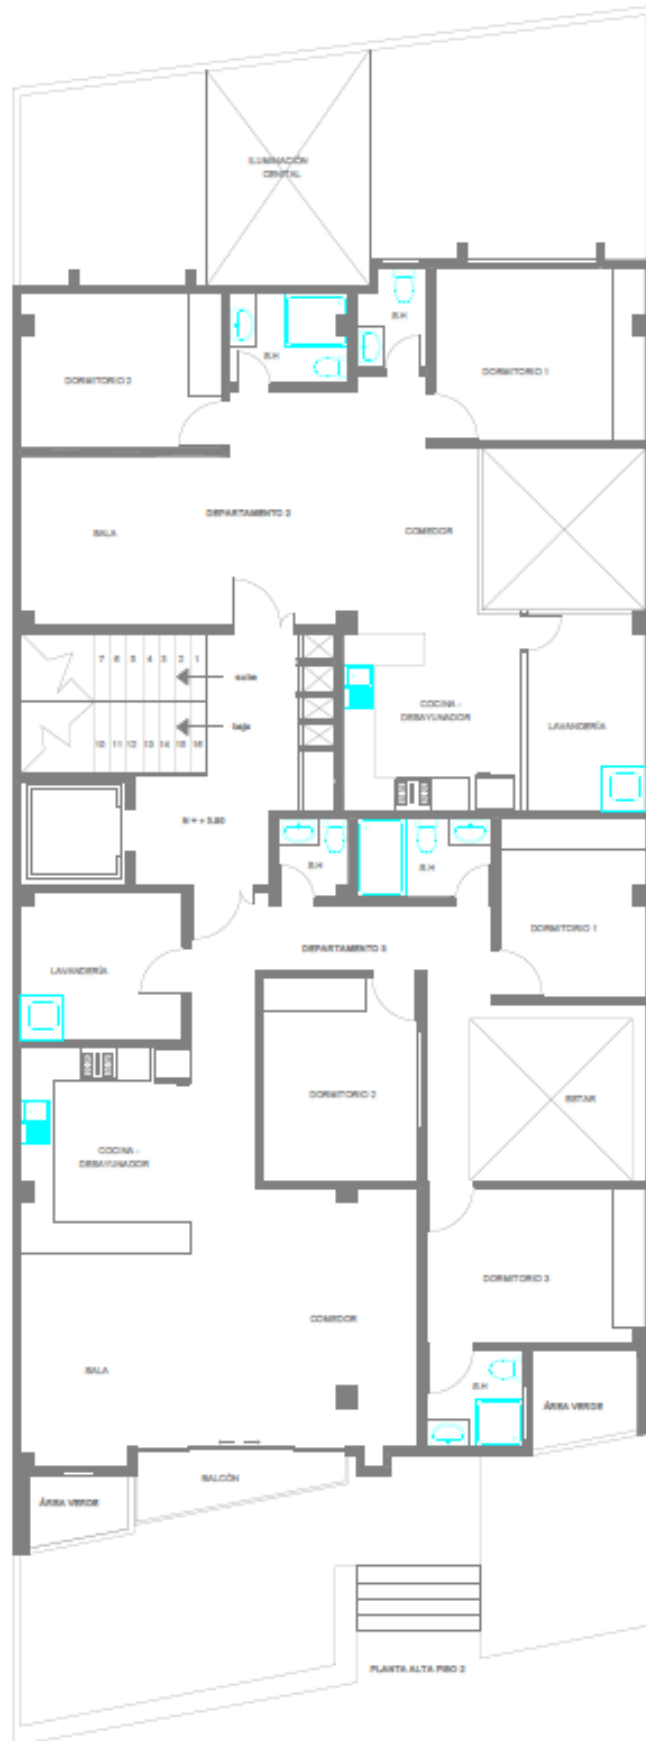 ILUMINACIÓN
CENITAL
S.H
DORMITORIO 2
S.H
DORMITORIO 1
SALA
DEPARTAMENTO 2
COMEDOR
7 6 5 4 3 2 1
sube
baja
10 11 12 13 14 15 16
COCINA -
DESAYUNADOR
LAVANDERÍA
S.H
S.H
DORMITORIO 1
LAVANDERÍA
DEPARTAMENTO 3
DORMITORIO 2
ESTAR
COCINA -
DESAYUNADOR
DORMITORIO 3
COMEDOR
SALA
S.H
ÁREA VERDE
BALCÓN
ÁREA VERDE
PLANTA ALTA PISO 2